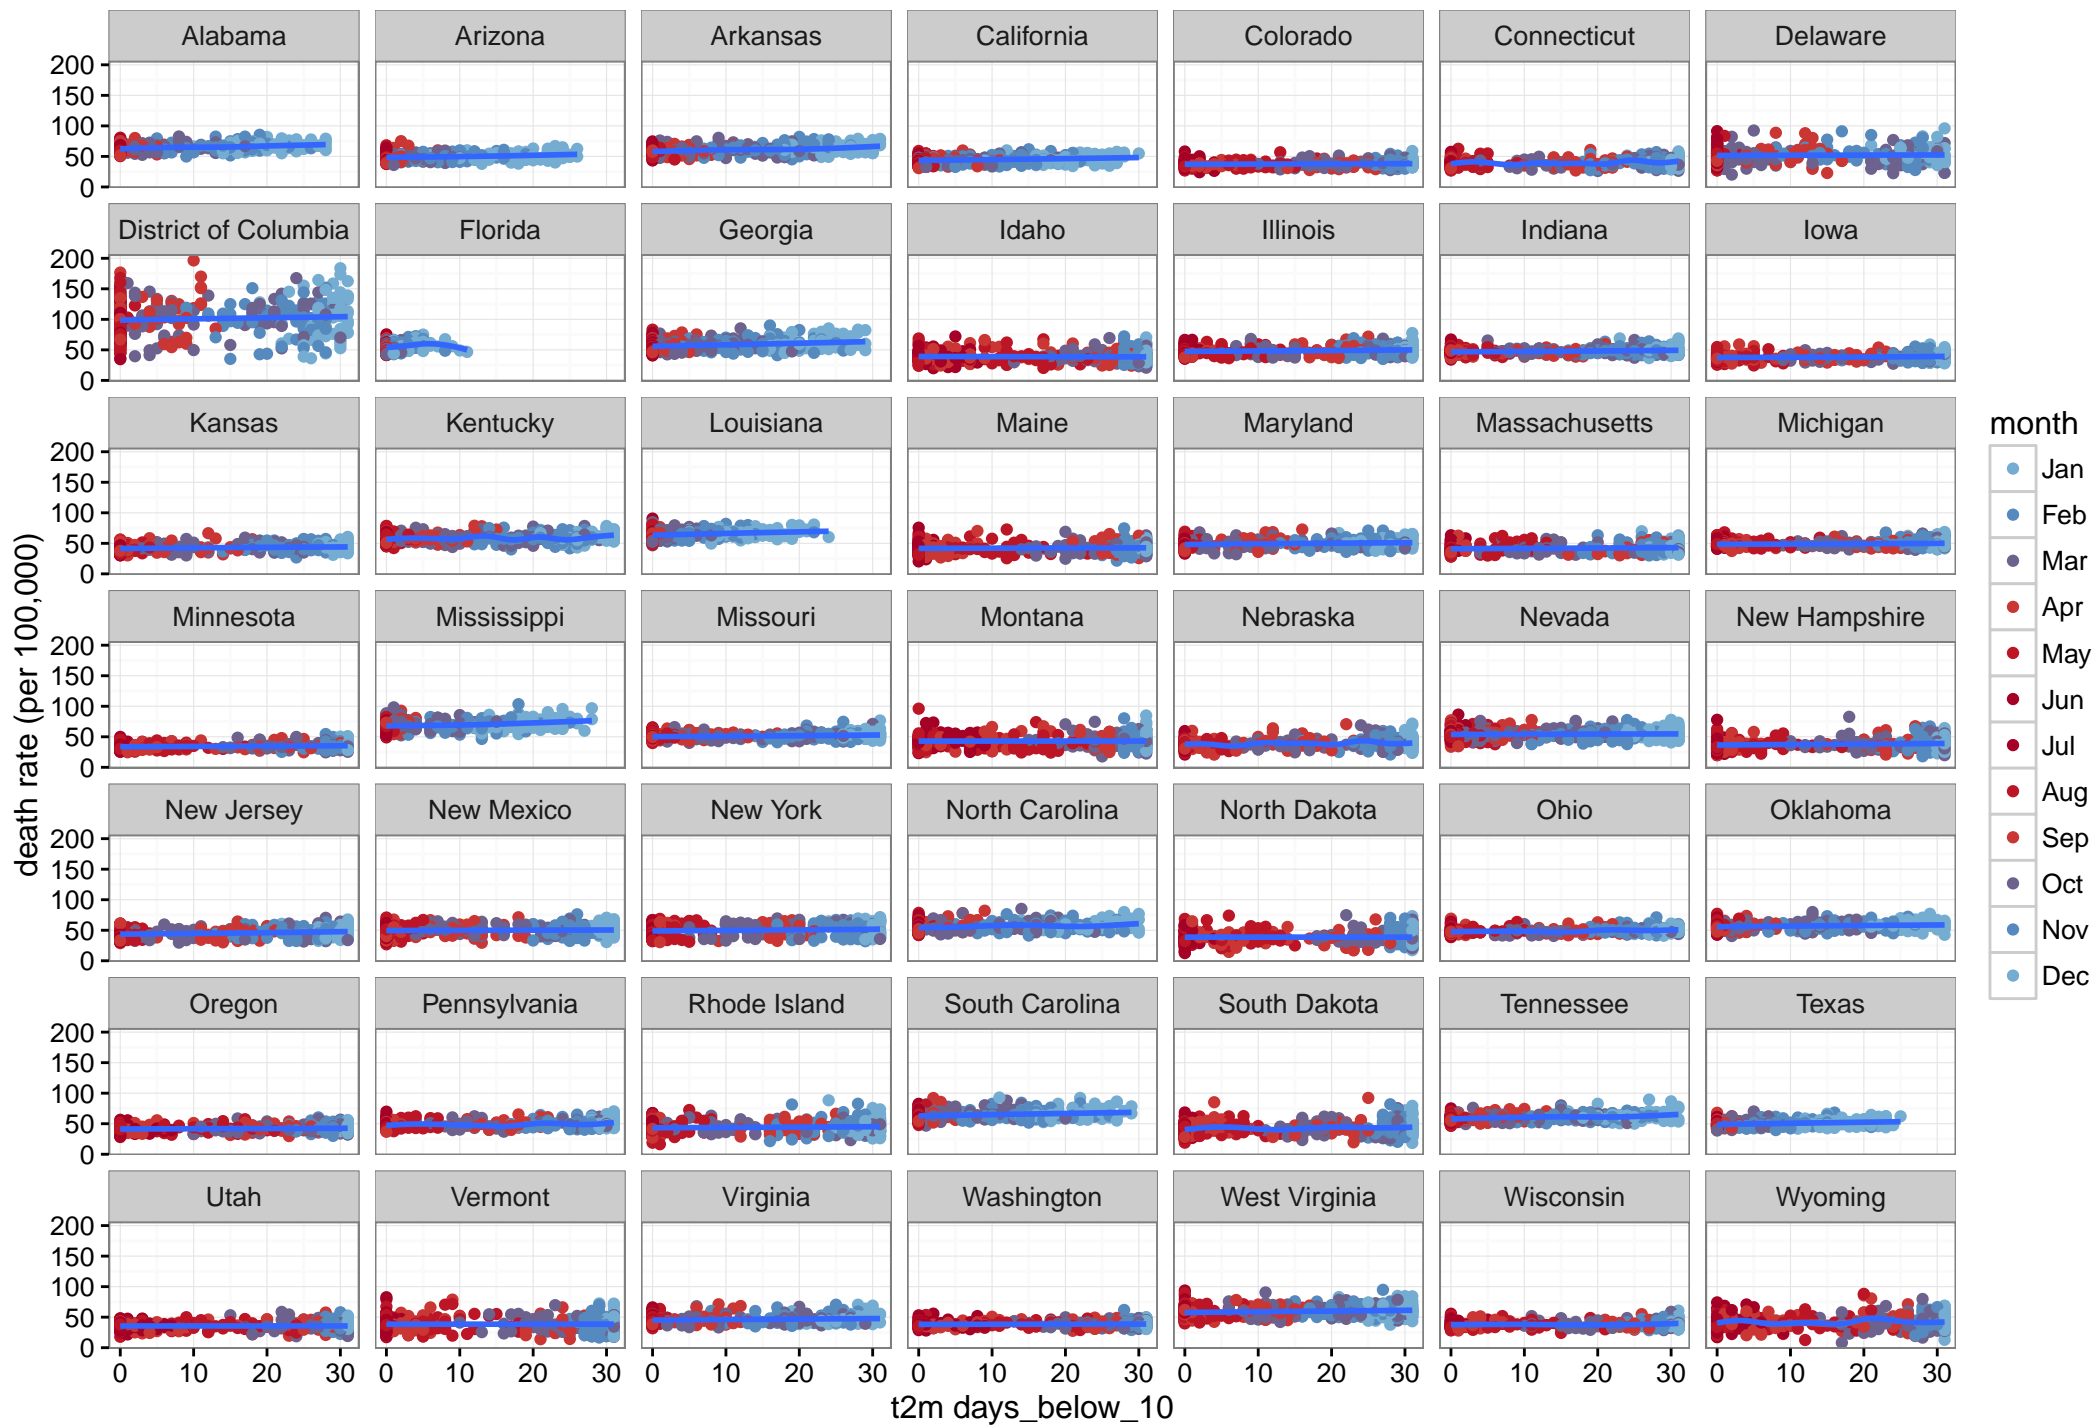 Alabama Arizona Arkansas California Colorado Connecticut Delaware
200
150
100
50
0
District of Columbia Florida Georgia Idaho Illinois Indiana Iowa
200
150
100
50
0
Kansas Kentucky Louisiana Maine Maryland Massachusetts Michigan
200
150
100
50
0
Minnesota Mississippi Missouri Montana Nebraska Nevada New Hampshire
200
150
100
50
0
New Jersey New Mexico New York North Carolina North Dakota Ohio Oklahoma
200
150
100
50
0
Oregon Pennsylvania Rhode Island South Carolina South Dakota Tennessee Texas
200
150
100
50
0
Utah Vermont Virginia Washington West Virginia Wisconsin Wyoming
200
150
100
50
0
0 10 20 30 0 10 20 30 0 10 20 30 0 10 20 30 0 10 20 30 0 10 20 30 0 10 20 30
t2m days_below_10
death rate (per 100,000)
month
Jan
Feb
Mar
Apr
May
Jun
Jul
Aug
Sep
Oct
Nov
Dec